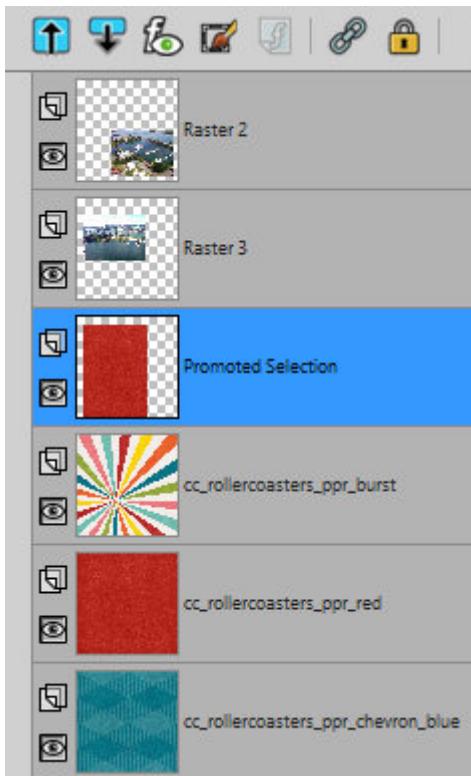 Raster 2
Raster 3
Promoted Selection
cc_rollercoasters_ppr_burst
cc_rollercoasters_ppr_red
cc_rollercoasters_ppr_chevron_blue